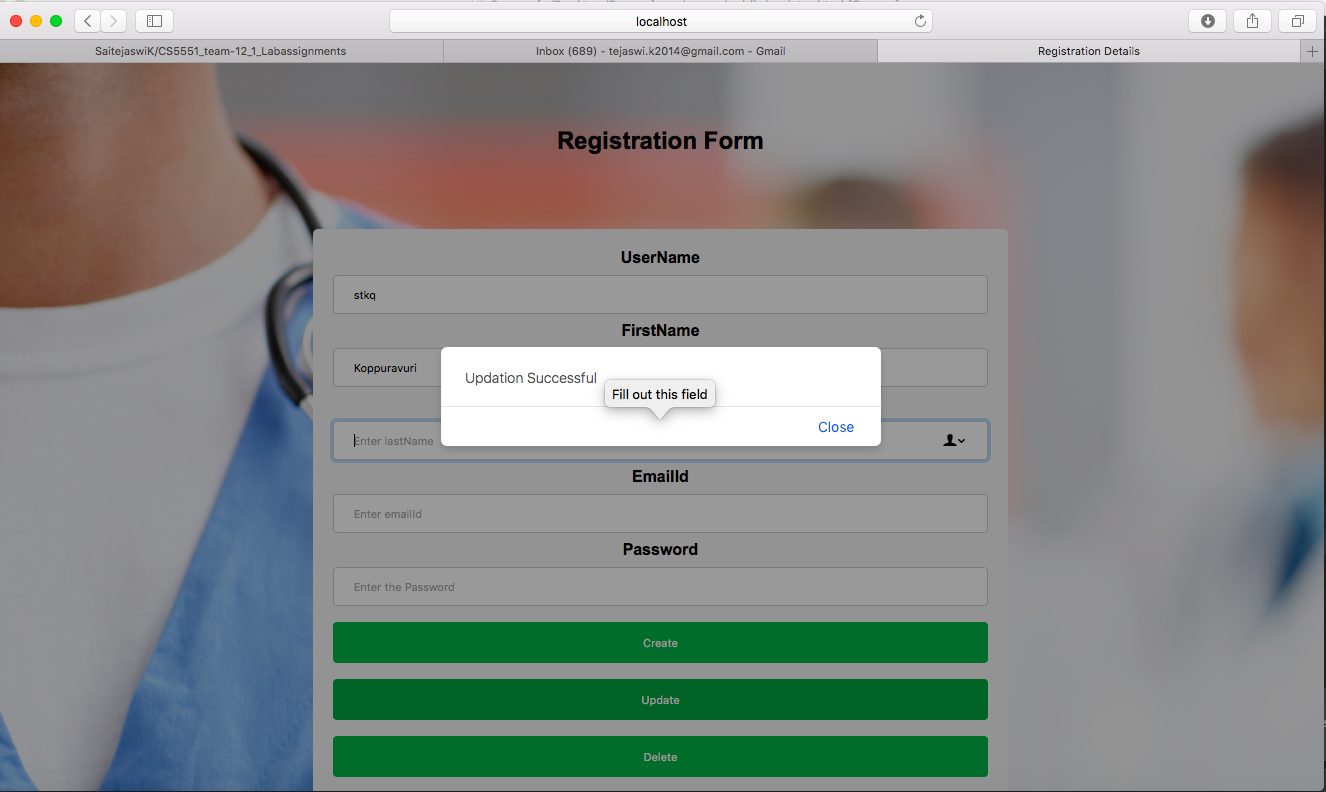 localhost
SaitejaswiK/CS5551_team-12_1_Labassignments
Inbox (689) - tejaswi.k2014@gmail.com - Gmail
Registration Details
Registration Form
UserName
stkq
FirstName
Koppuravuri
Updation Successful
Fill out this field
Close
Enter lastName
EmailId
Enter emailId
Password
Enter the Password
Create
Update
Delete